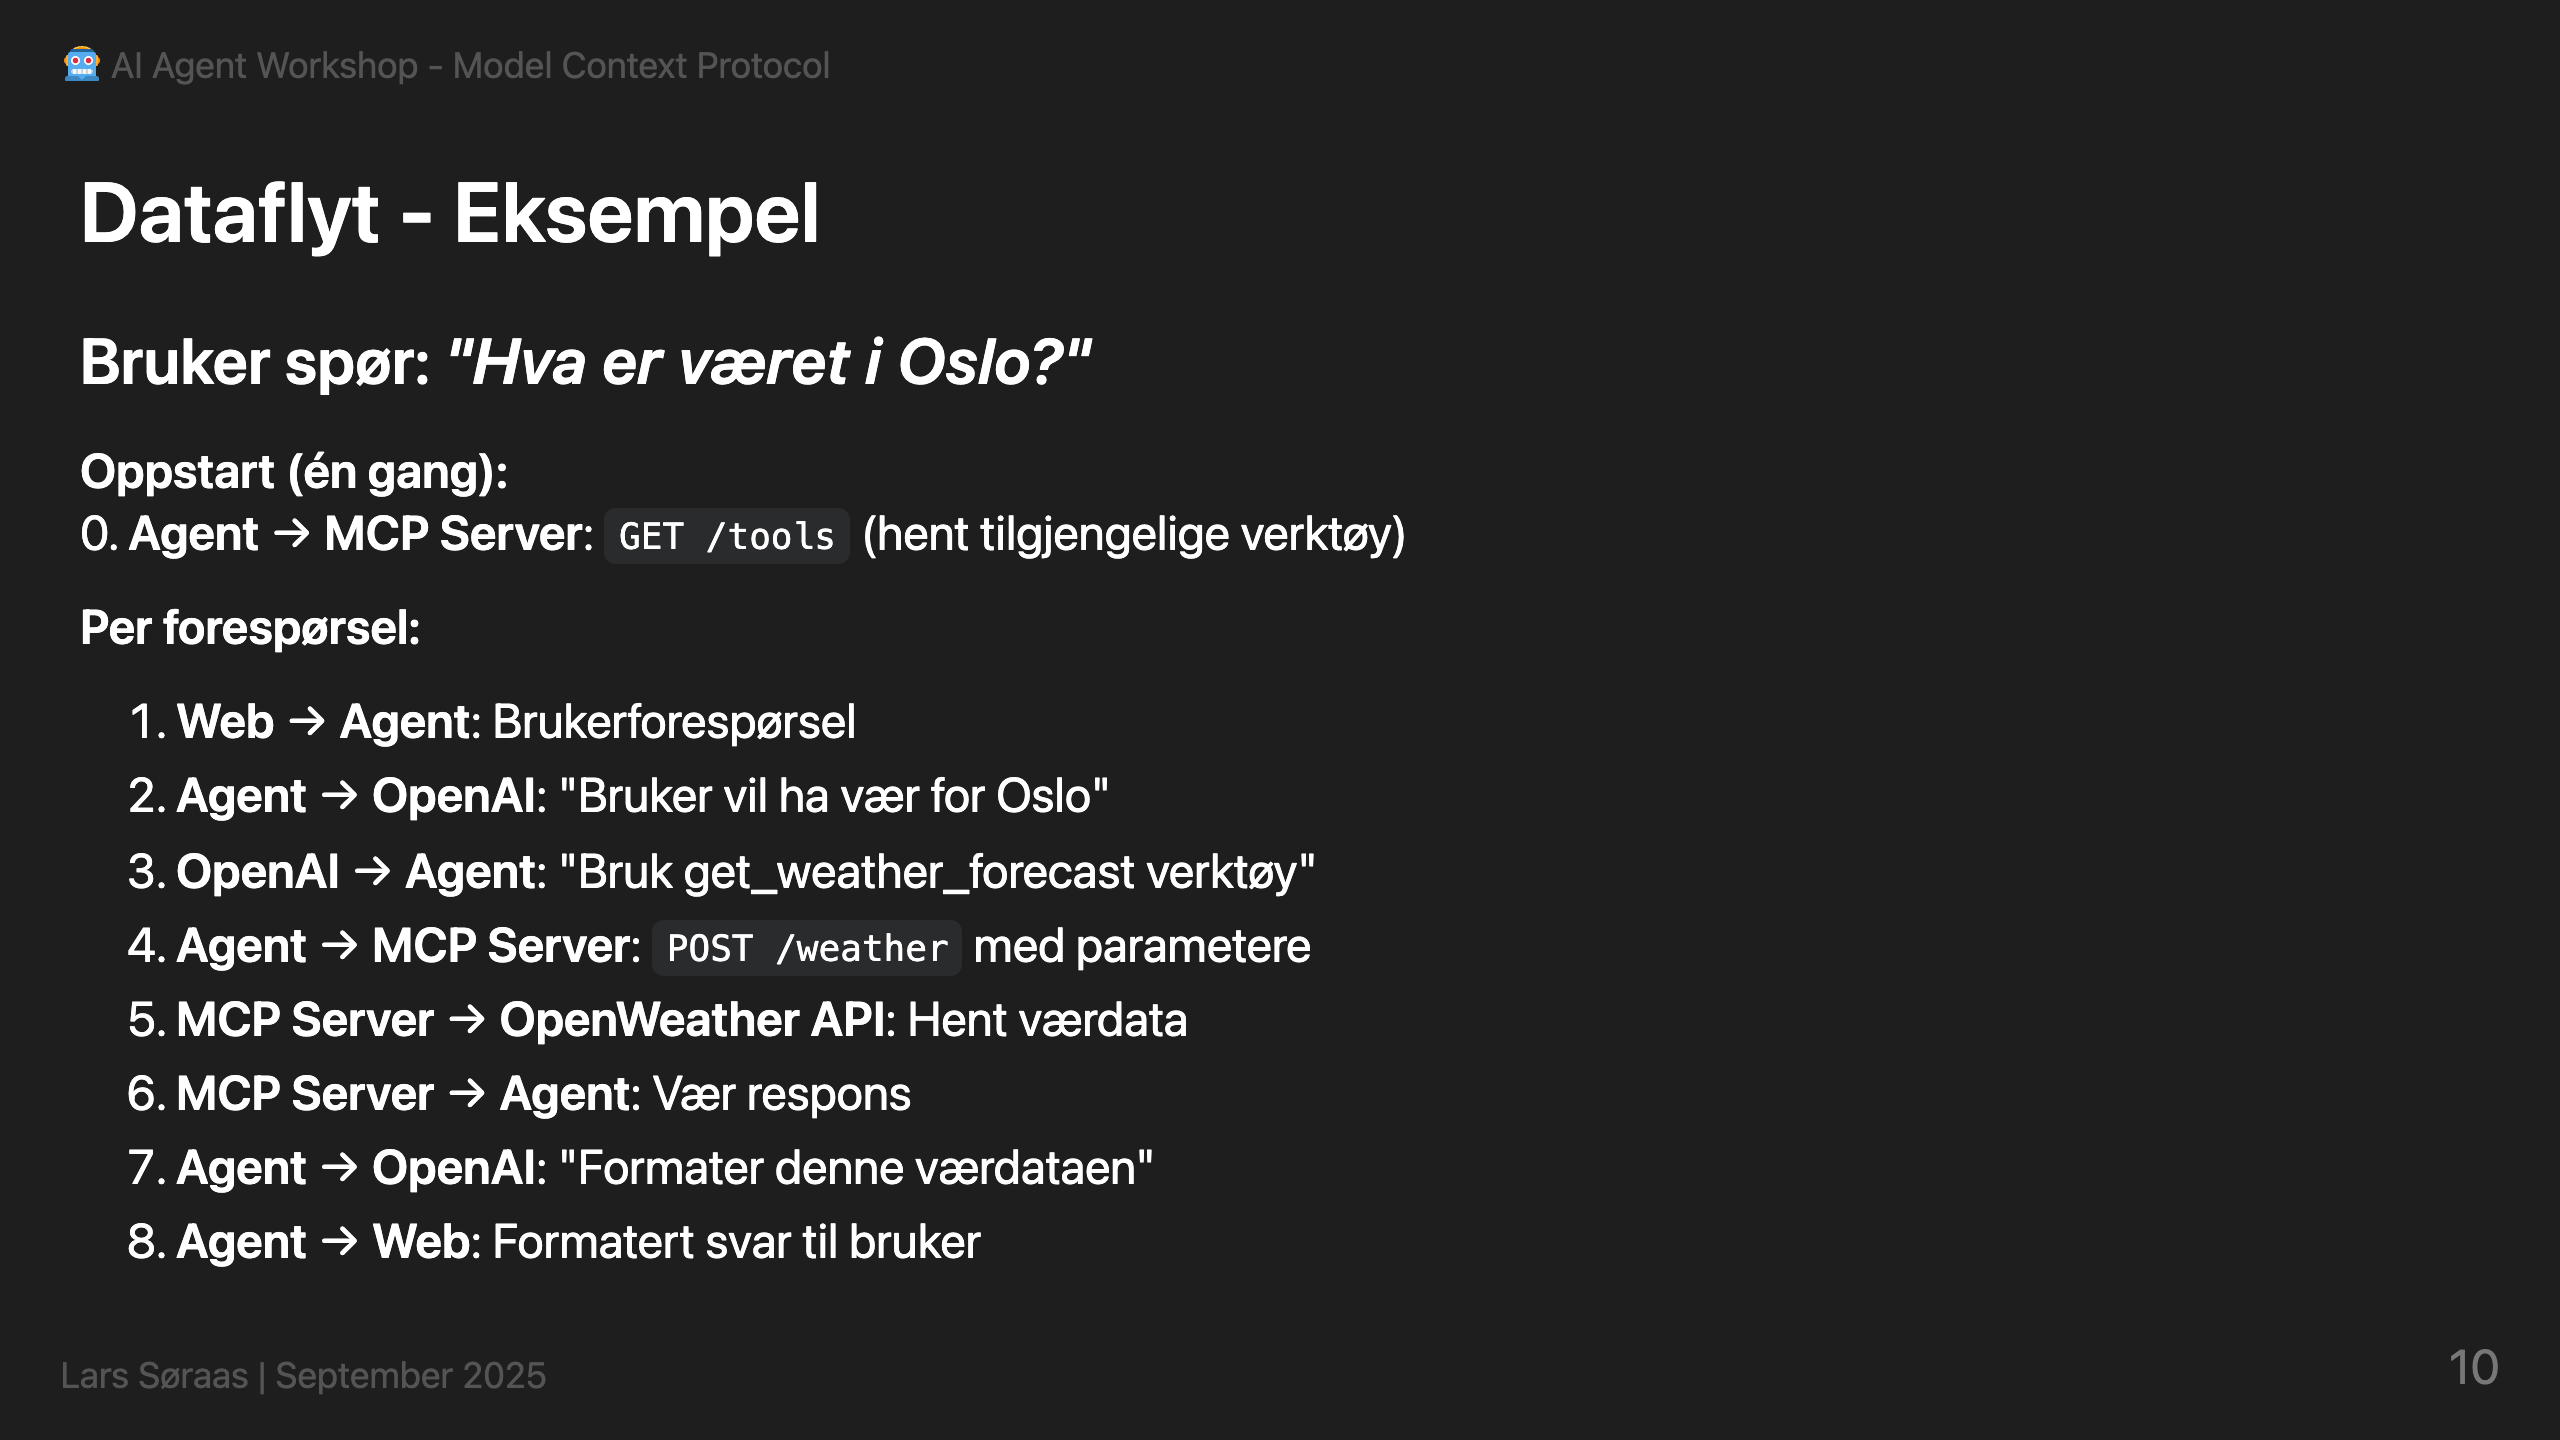 AI Agent Workshop - Model Context Protocol
Dataflyt - Eksempel
Bruker spør: "Hva er været i Oslo?"
Oppstart (én gang):
0. Agent → MCP Server: GET /tools (hent tilgjengelige verktøy)
Per forespørsel:
1. Web → Agent: Brukerforespørsel
2. Agent → OpenAI: "Bruker vil ha vær for Oslo"
3. OpenAI → Agent: "Bruk get_weather_forecast verktøy"
4. Agent → MCP Server: POST /weather med parametere
5. MCP Server → OpenWeather API: Hent værdata
6. MCP Server → Agent: Vær respons
7. Agent → OpenAI: "Formater denne værdataen"
8. Agent → Web: Formatert svar til bruker
Lars Søraas | September 2025
10